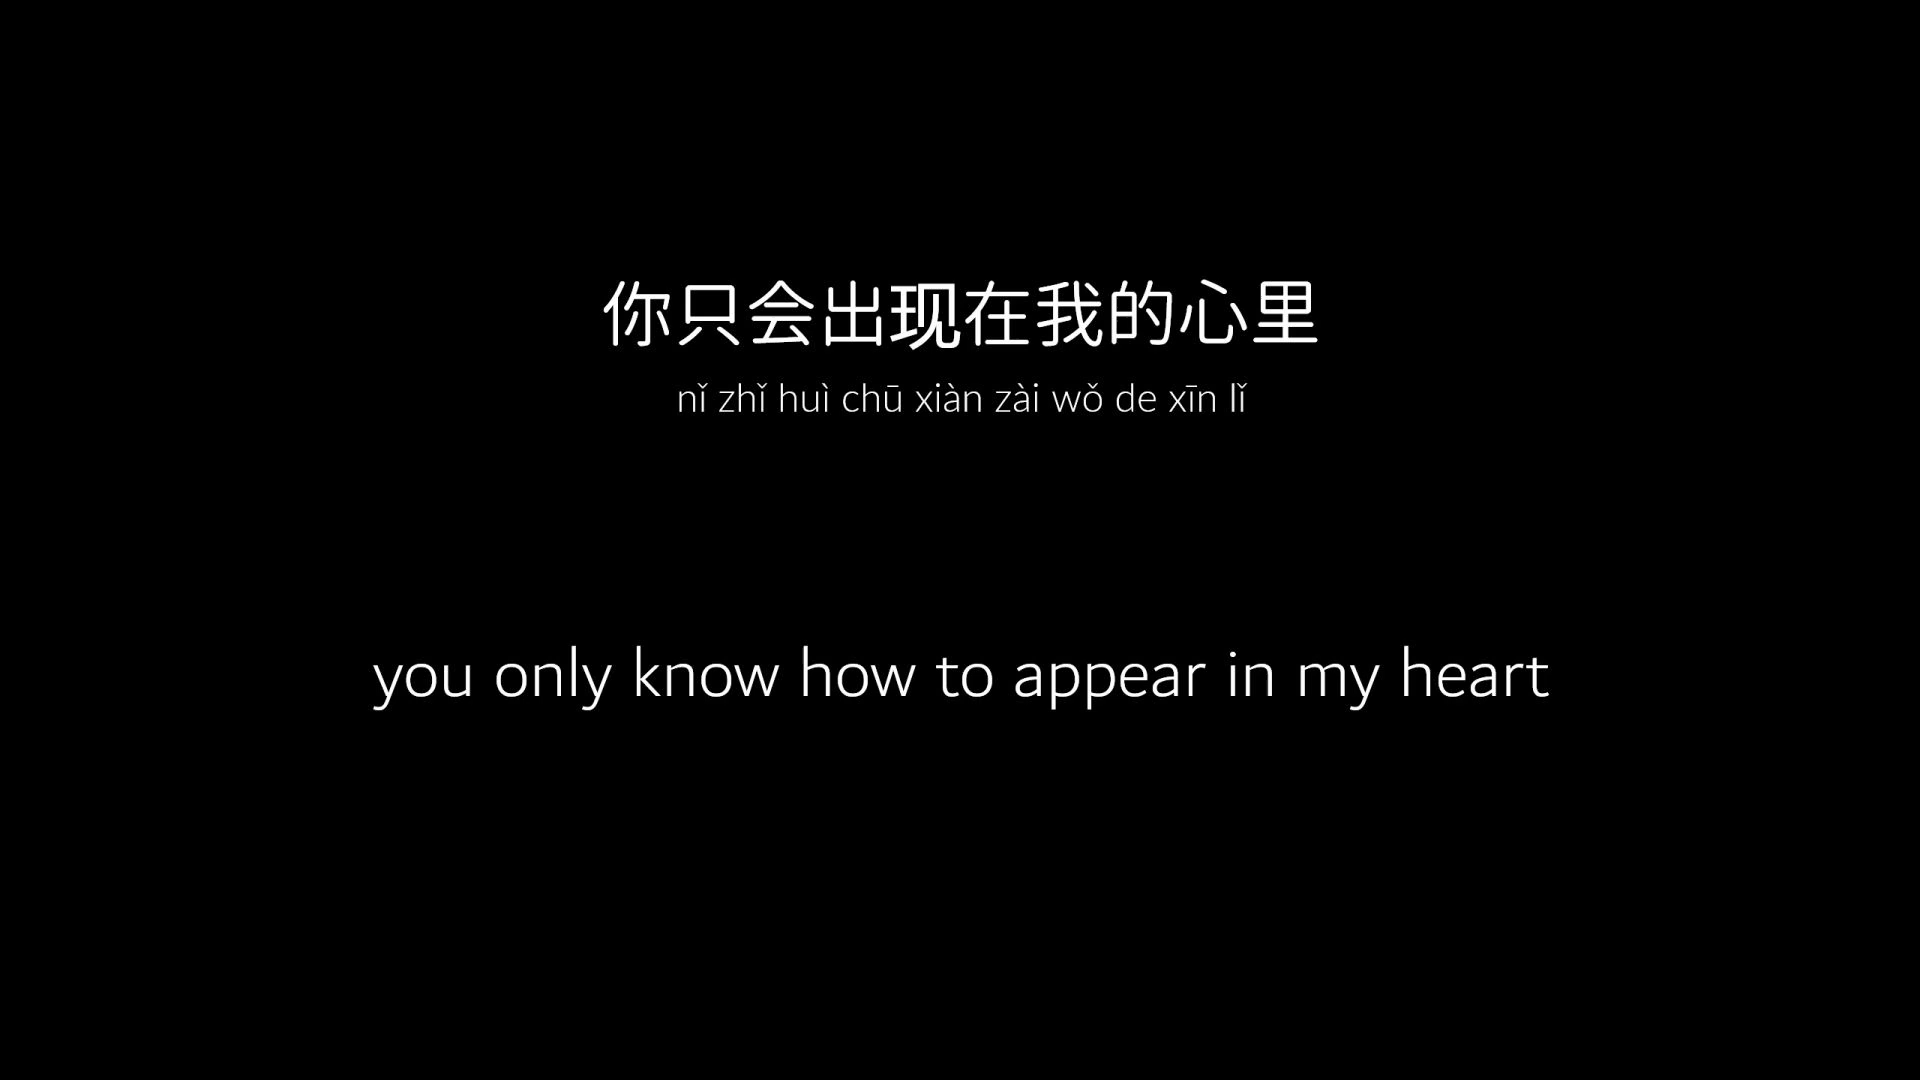 你只会出现在我的心里
nǐ zhǐ huì chū xiàn zài wǒ de xīn lǐ
you only know how to appear in my heart